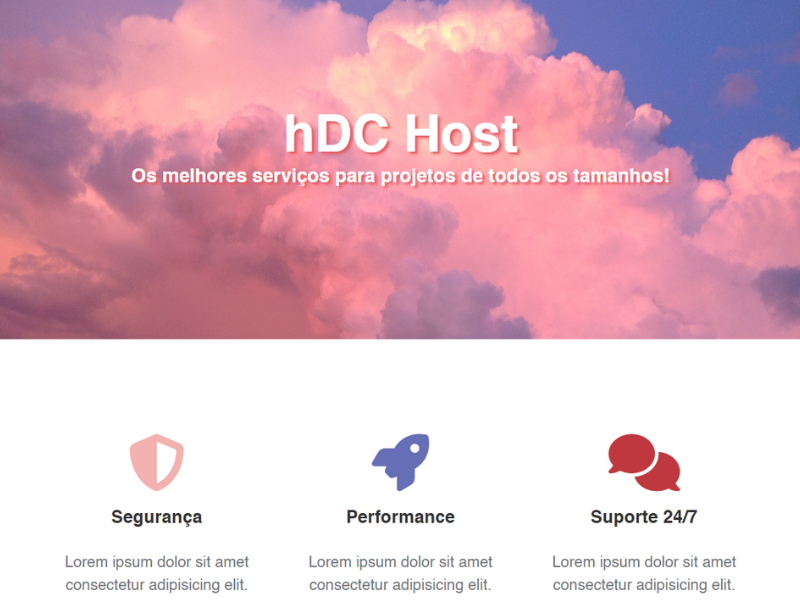 hDC Host
Os melhores serviços para projetos de todos os tamanhos!
Segurança
Performance
Suporte 24/7
Lorem ipsum dolor sit amet
consectetur adipisicing elit.
Lorem ipsum dolor sit amet
consectetur adipisicing elit.
Lorem ipsum dolor sit amet
consectetur adipisicing elit.